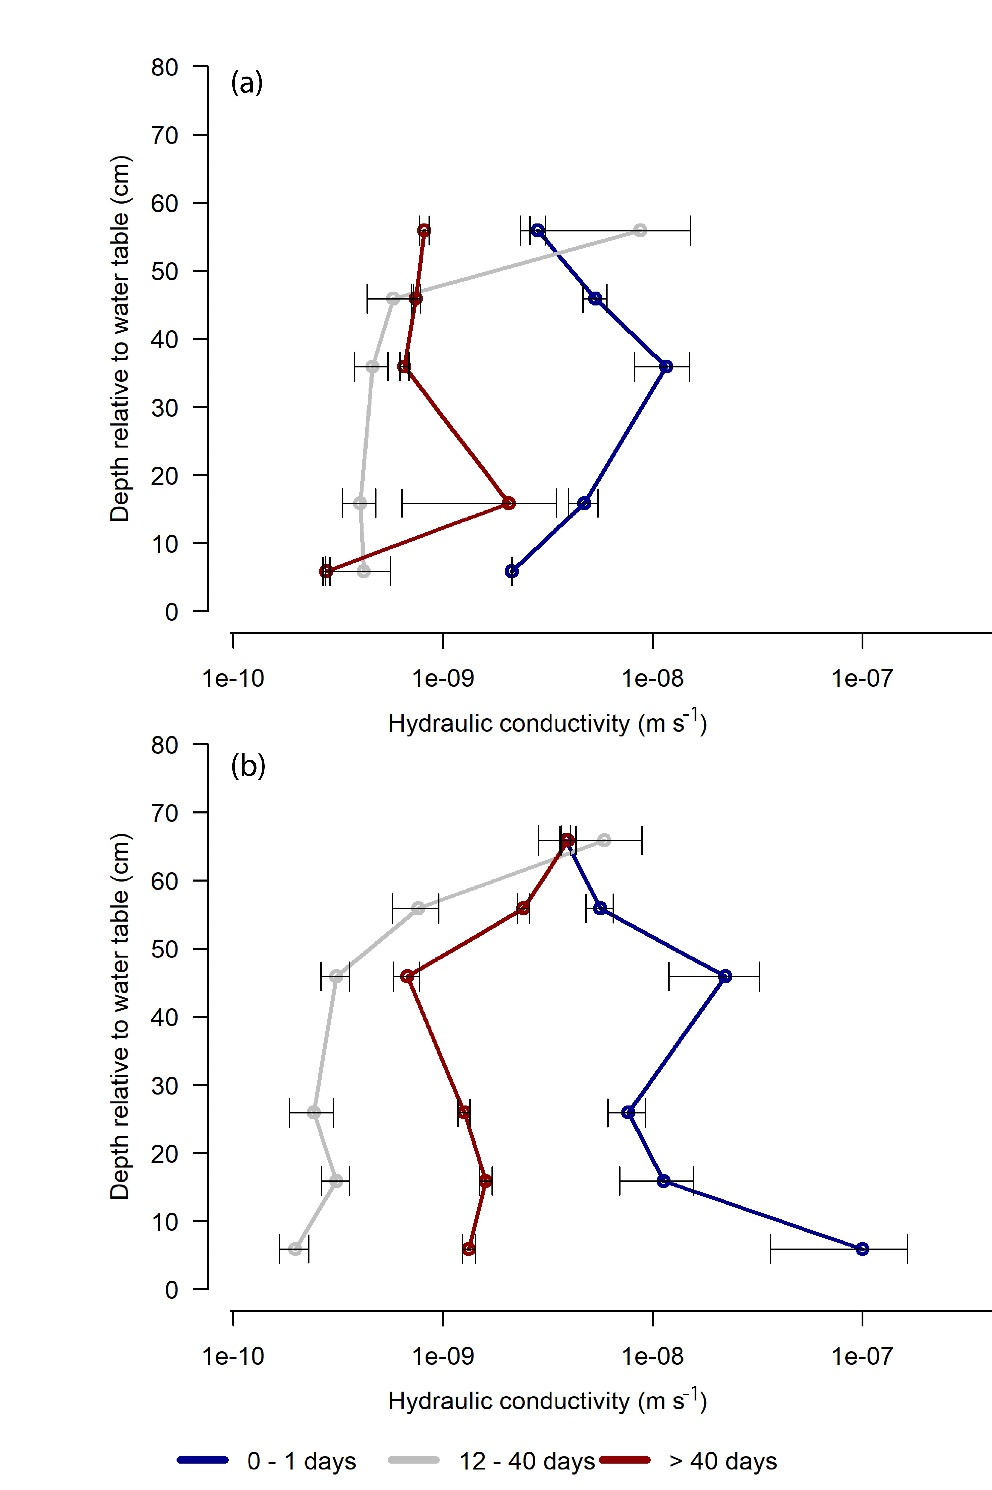 (a)
80
70
60
50
40
30
20
10
0
Depth relative to water table (cm)
1e-10 1e-09 1e-08 1e-07
Hydraulic conductivity (m s⁻¹)
(b)
80
70
60
50
40
30
20
10
0
Depth relative to water table (cm)
1e-10 1e-09 1e-08 1e-07
Hydraulic conductivity (m s⁻¹)
0 - 1 days 12 - 40 days > 40 days